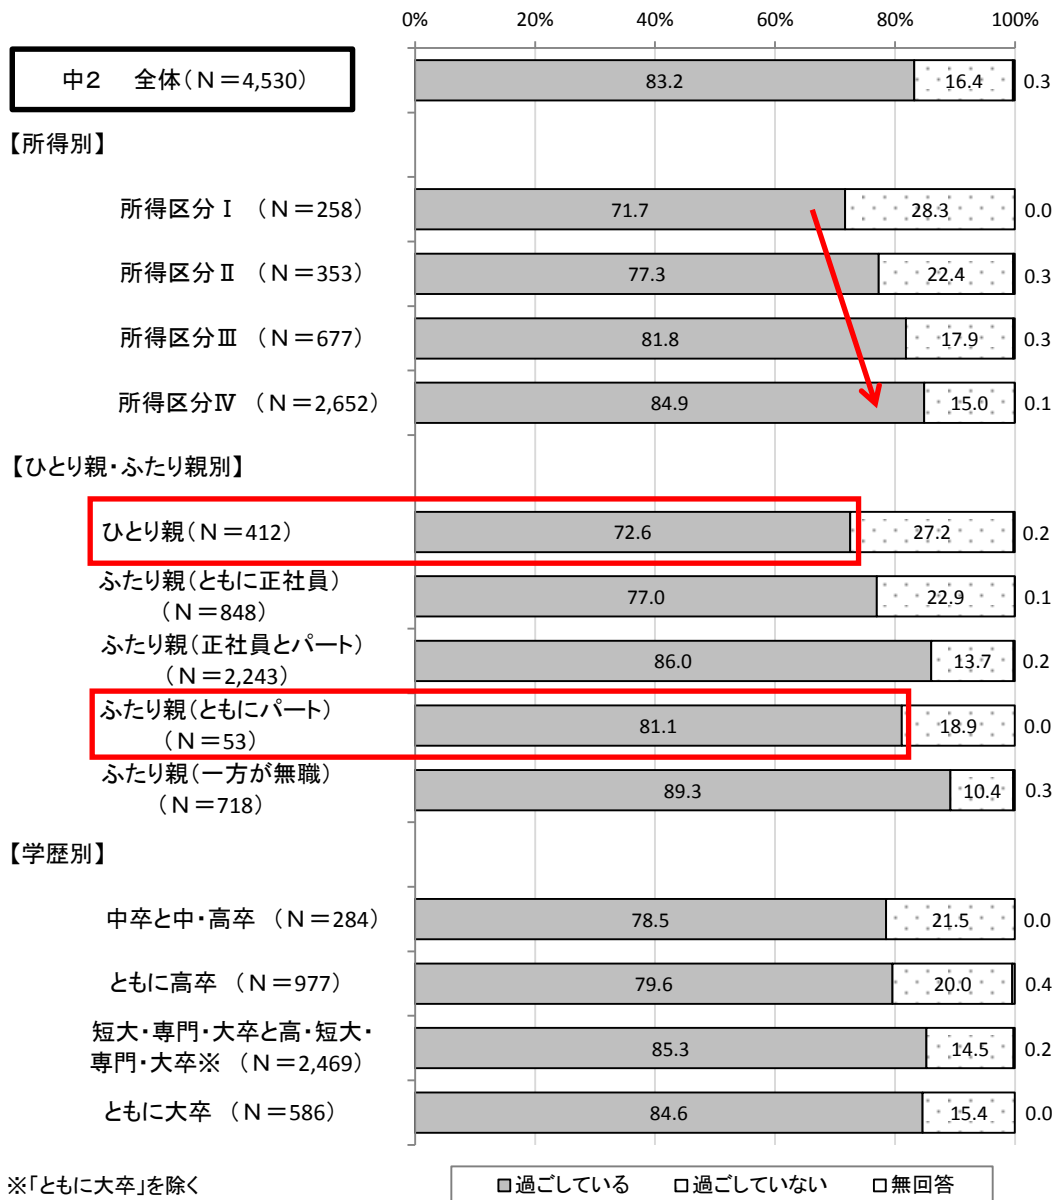 0% 20% 40% 60% 80% 100%
中2 全体(N=4,530) 83.2 16.4 0.3
【所得別】
所得区分Ⅰ (N=258) 71.7 28.3 0.0
所得区分Ⅱ (N=353) 77.3 22.4 0.3
所得区分Ⅲ (N=677) 81.8 17.9 0.3
所得区分Ⅳ (N=2,652) 84.9 15.0 0.1
【ひとり親・ふたり親別】
ひとり親(N=412) 72.6 27.2 0.2
ふたり親(ともに正社員)
(N=848) 77.0 22.9 0.1
ふたり親(正社員とパート)
(N=2,243) 86.0 13.7 0.2
ふたり親(ともにパート)
(N=53) 81.1 18.9 0.0
ふたり親(一方が無職)
(N=718) 89.3 10.4 0.3
【学歴別】
中卒と中・高卒 (N=284) 78.5 21.5 0.0
ともに高卒 (N=977) 79.6 20.0 0.4
短大・専門・大卒と高・短大・
専門・大卒※ (N=2,469) 85.3 14.5 0.2
ともに大卒 (N=586) 84.6 15.4 0.0
※「ともに大卒」を除く
過ごしている 過ごしていない 無回答